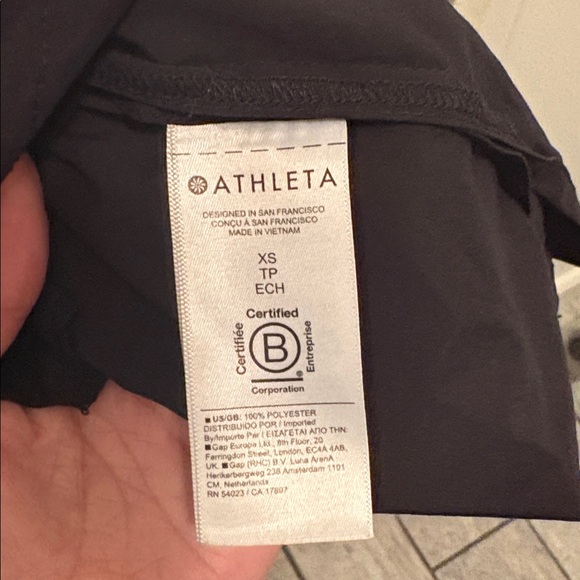 ATHLETA
DESIGNED IN SAN FRANCISCO
CONÇU À SAN FRANCISCO
MADE IN VIETNAM
XS
TP
ECH
Certified
Certifiée
B
Entreprise
®
Corporation
■ US/GB: 100% POLYESTER
DISTRIBUIDO POR / Imported
By/Importe Par / ΕΙΣΑΓΕΤΑΙ ΑΠΟ ΤΗΝ:
■Gap Europe Ltd., 8th Floor, 20
Farringdon Street, London, EC4A 4AB,
UK. ■Gap (RHC) B.V. Luna ArenA
Herikerbergweg 238 Amsterdam 1101
CM, Netherlands
RN 54023 / CA 17897